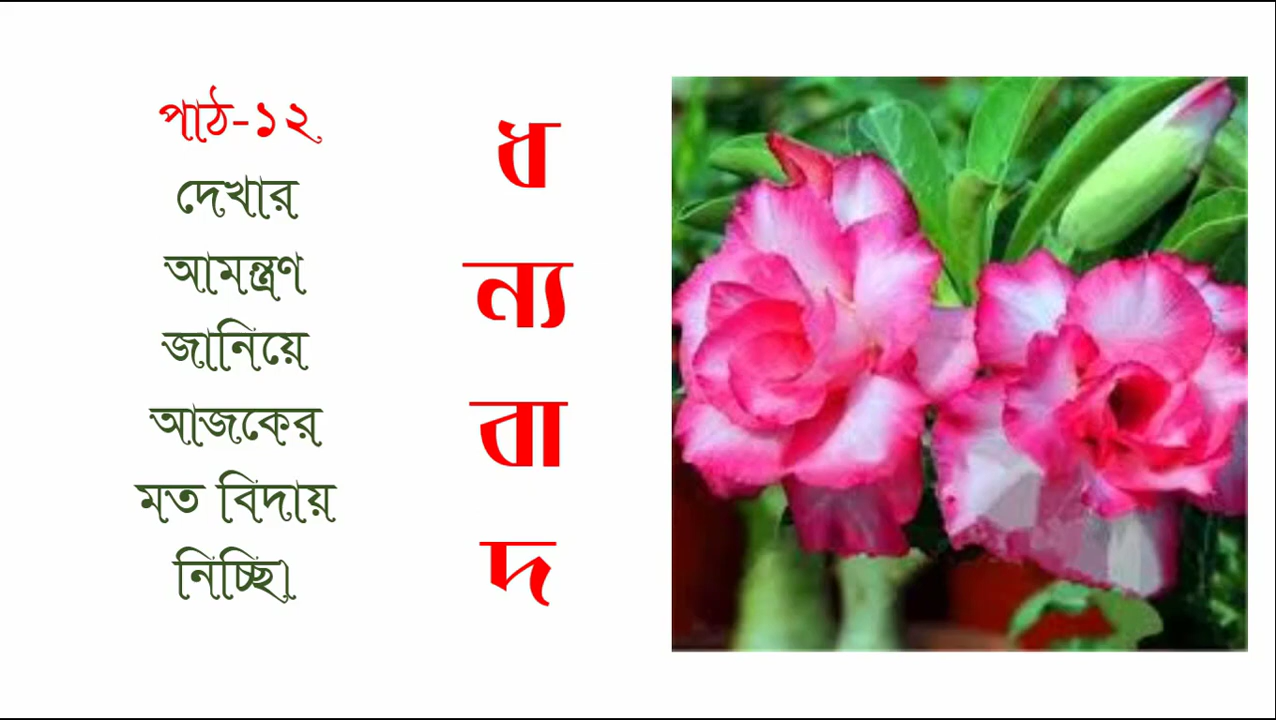 পাঠ-১২
দেখার
আমন্ত্রণ
জানিয়ে
আজকের
মত বিদায়
নিচ্ছি।
ধ
ন্য
বা
দ